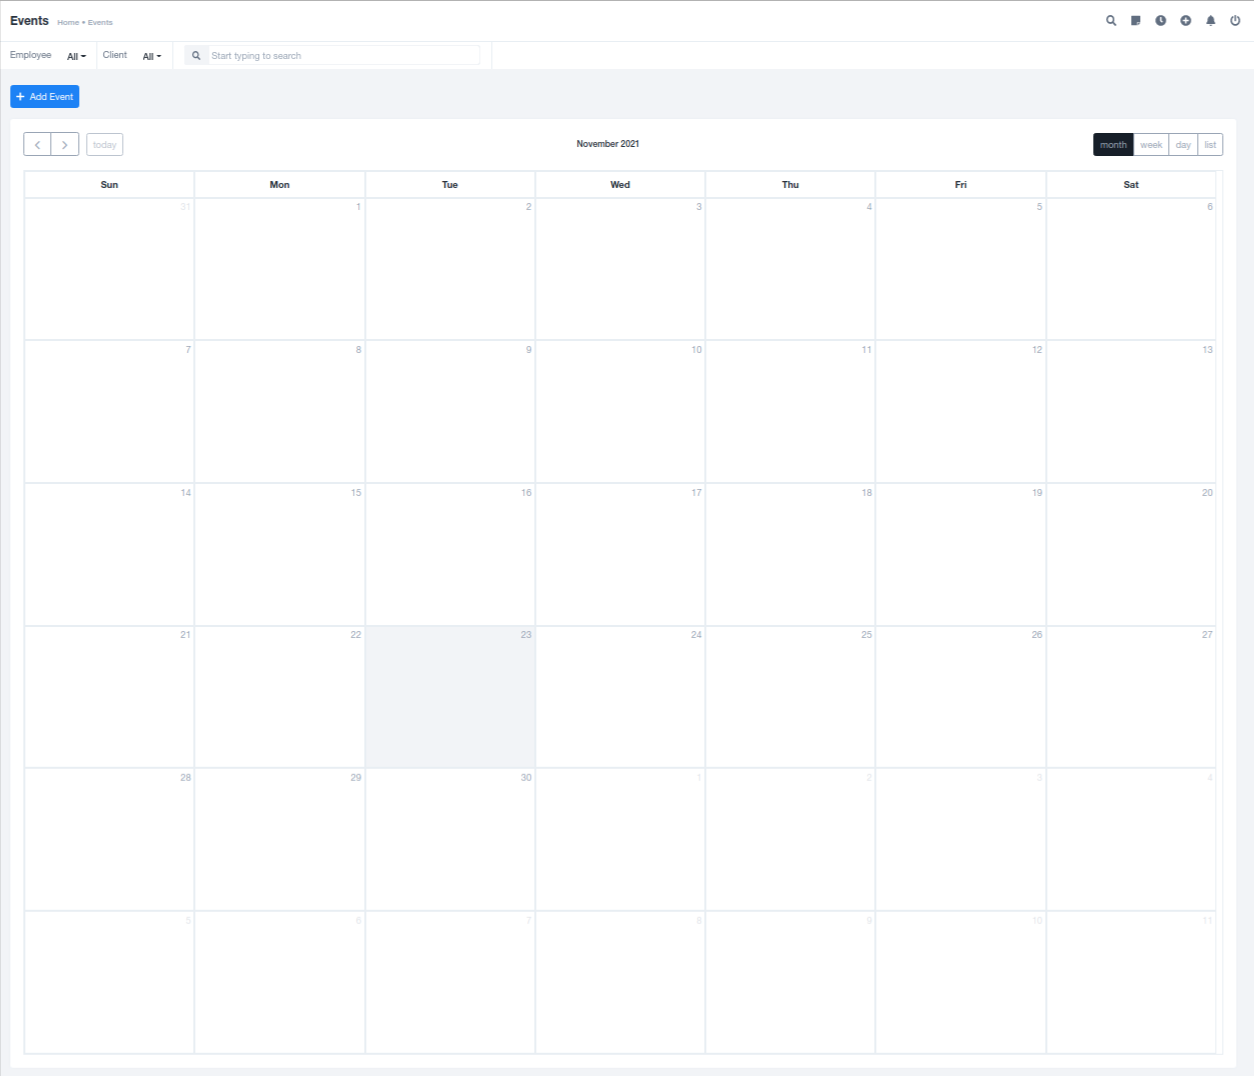 Events Home • Events
Employee All Client All Start typing to search
+ Add Event
today November 2021 month week day list
Sun Mon Tue Wed Thu Fri Sat
31 1 2 3 4 5 6
7 8 9 10 11 12 13
14 15 16 17 18 19 20
21 22 23 24 25 26 27
28 29 30 1 2 3 4
5 6 7 8 9 10 11